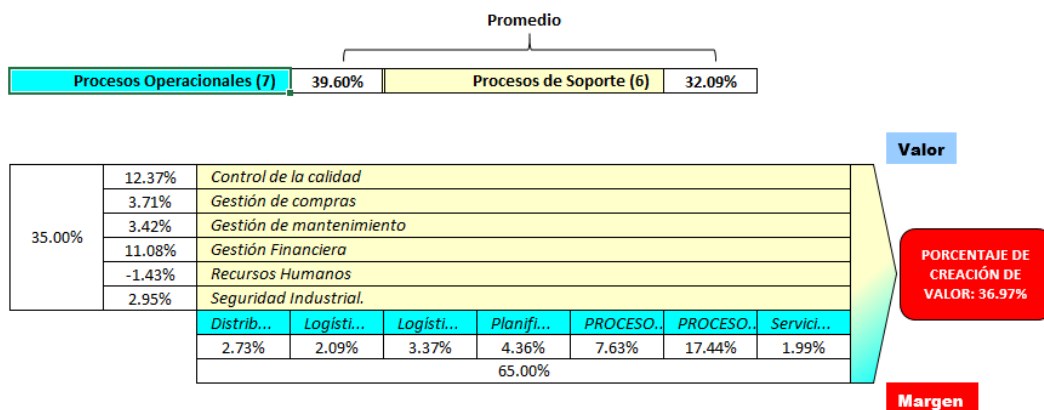 Promedio
Procesos Operacionales (7) 39.60% Procesos de Soporte (6) 32.09%
Valor
35.00%
12.37% Control de la calidad
3.71% Gestión de compras
3.42% Gestión de mantenimiento
11.08% Gestión Financiera
-1.43% Recursos Humanos
2.95% Seguridad Industrial.
PORCENTAJE DE
CREACIÓN DE
VALOR: 36.97%
Distrib... Logísti... Logísti... Planifi... PROCESO.. PROCESO.. Servici...
2.73% 2.09% 3.37% 4.36% 7.63% 17.44% 1.99%
65.00%
Margen